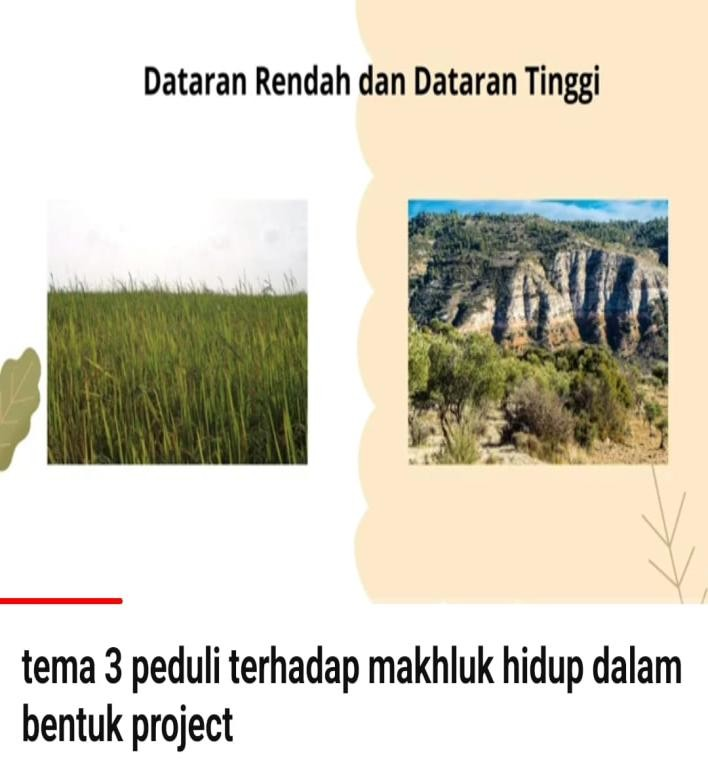 Dataran Rendah dan Dataran Tinggi
tema 3 peduli terhadap makhluk hidup dalam
bentuk project